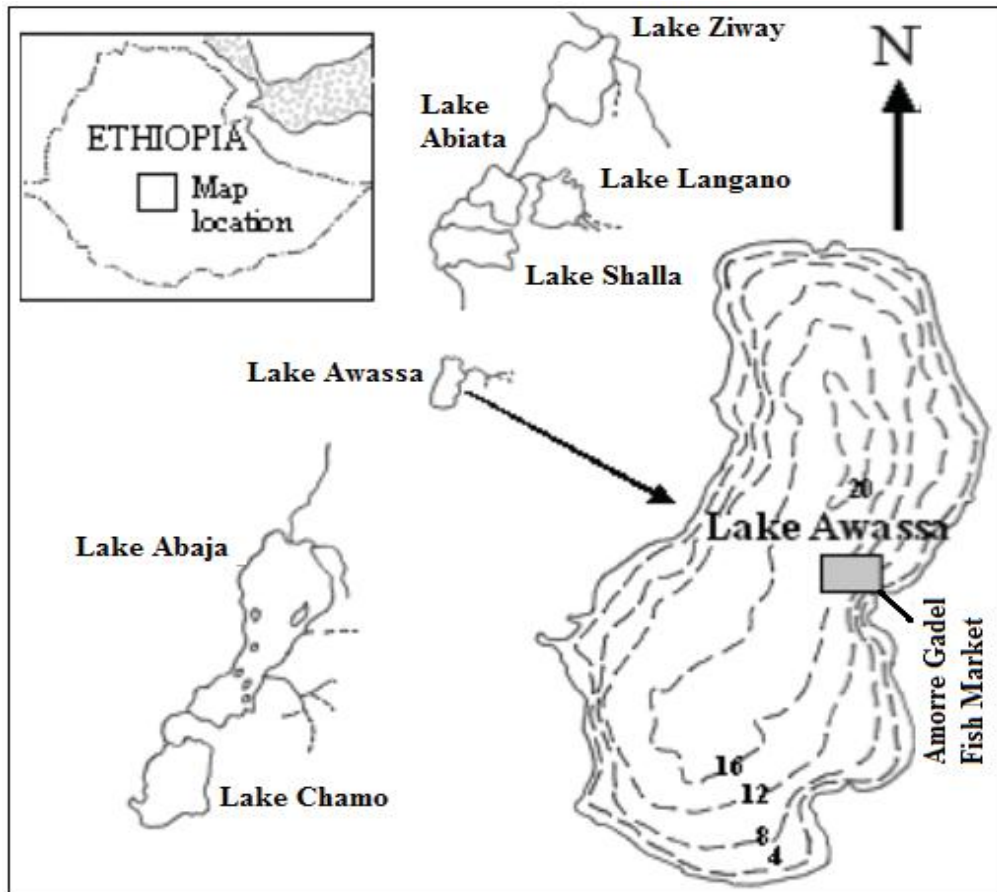 ETHIOPIA
Map
location
Lake Ziway
Lake
Abiata
Lake Langano
Lake Shalla
N
Lake Awassa
20
Lake Awassa
Lake Abaja
Amorre Gadel
Fish Market
16
12
Lake Chamo
8
4